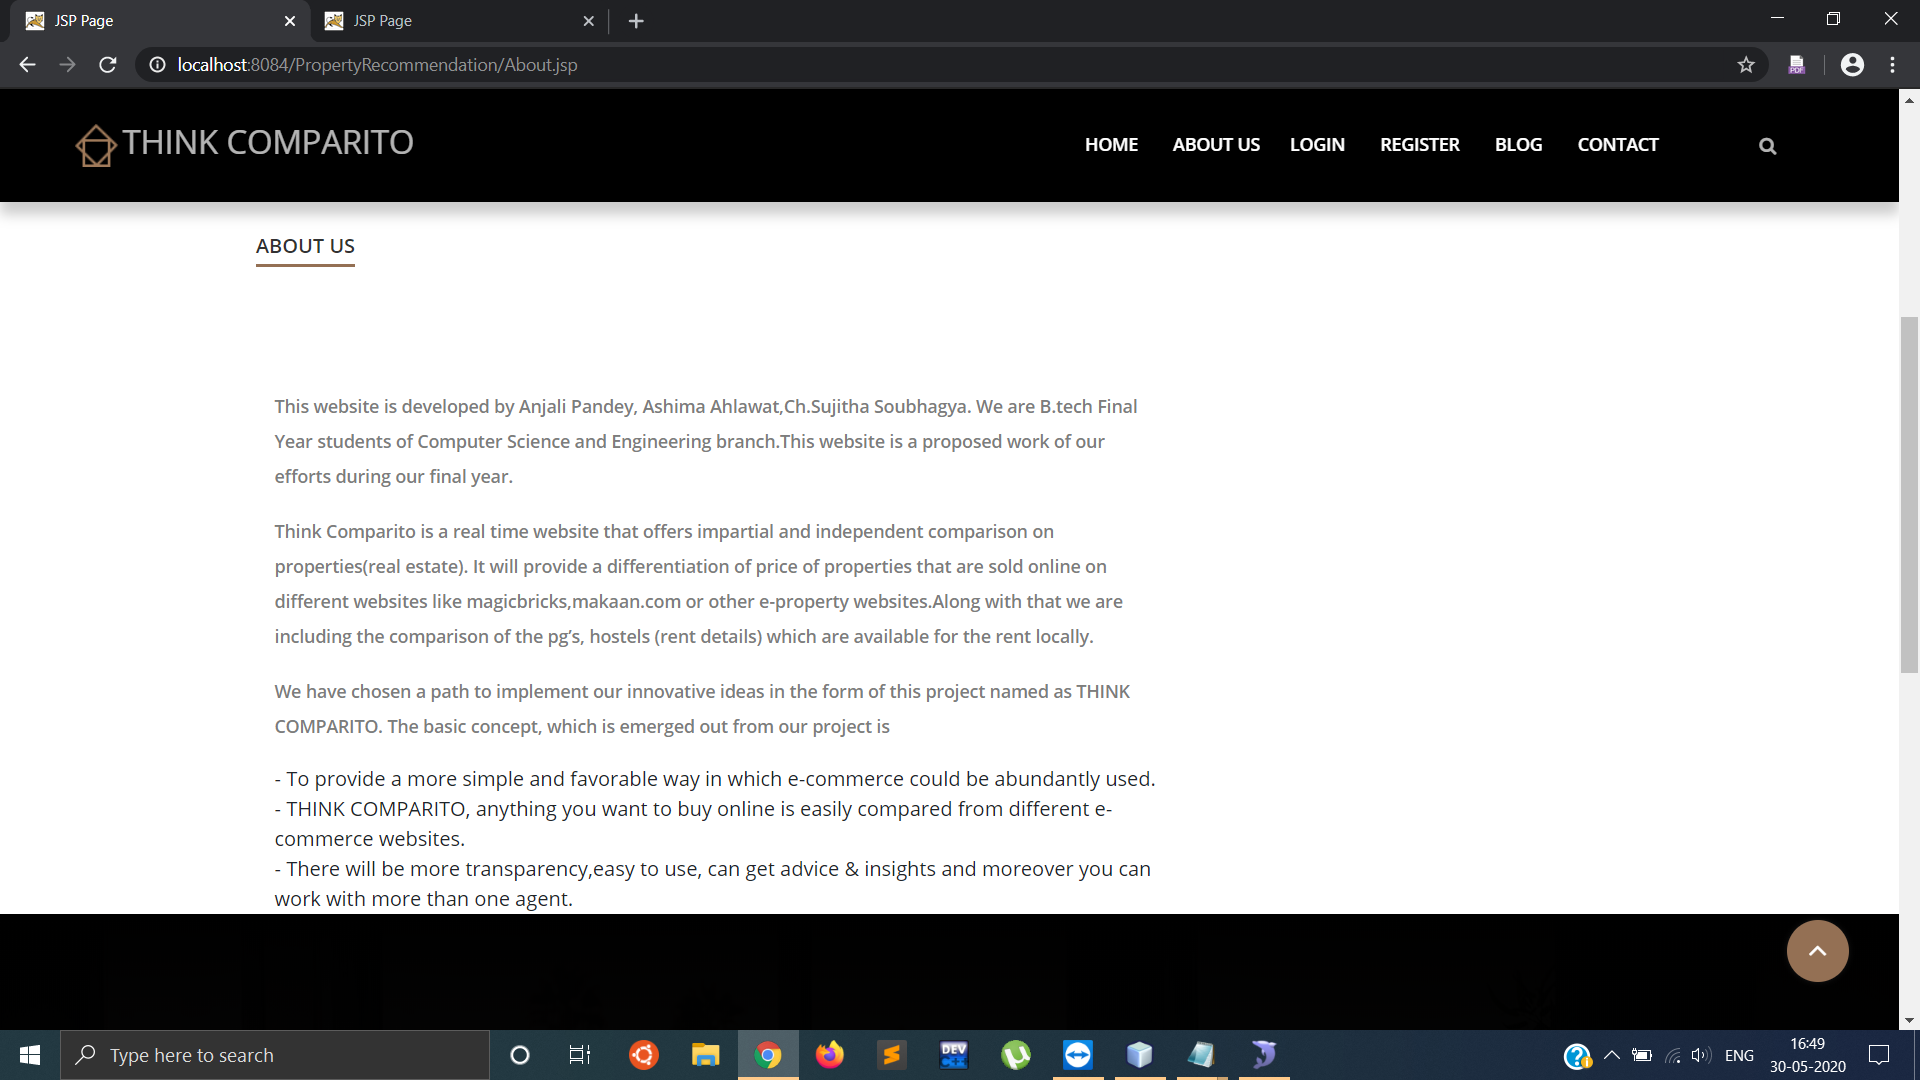 JSP Page
JSP Page
localhost:8084/PropertyRecommendation/About.jsp
PDF
THINK COMPARITO
HOME ABOUT US LOGIN REGISTER BLOG CONTACT
ABOUT US
This website is developed by Anjali Pandey, Ashima Ahlawat,Ch.Sujitha Soubhagya. We are B.tech Final
Year students of Computer Science and Engineering branch.This website is a proposed work of our
efforts during our final year.
Think Comparito is a real time website that offers impartial and independent comparison on
properties(real estate). It will provide a differentiation of price of properties that are sold online on
different websites like magicbricks,makaan.com or other e-property websites.Along with that we are
including the comparison of the pg’s, hostels (rent details) which are available for the rent locally.
We have chosen a path to implement our innovative ideas in the form of this project named as THINK
COMPARITO. The basic concept, which is emerged out from our project is
- To provide a more simple and favorable way in which e-commerce could be abundantly used.
- THINK COMPARITO, anything you want to buy online is easily compared from different e-
commerce websites.
- There will be more transparency,easy to use, can get advice & insights and moreover you can
work with more than one agent.
Type here to search
DEV
C++
ENG
16:49
30-05-2020